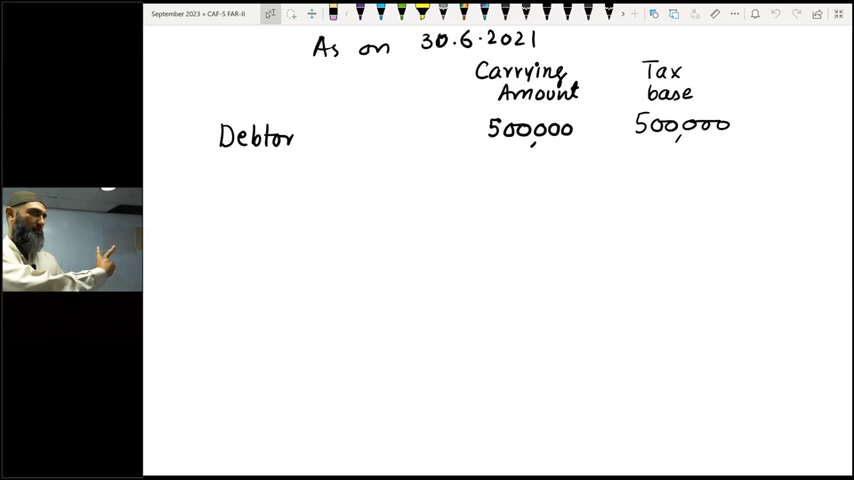 September 2023 » CAF-5 FAR-II
As on 30.6.2021
Carrying Amount
Tax base
Debtor 500,000 500,000